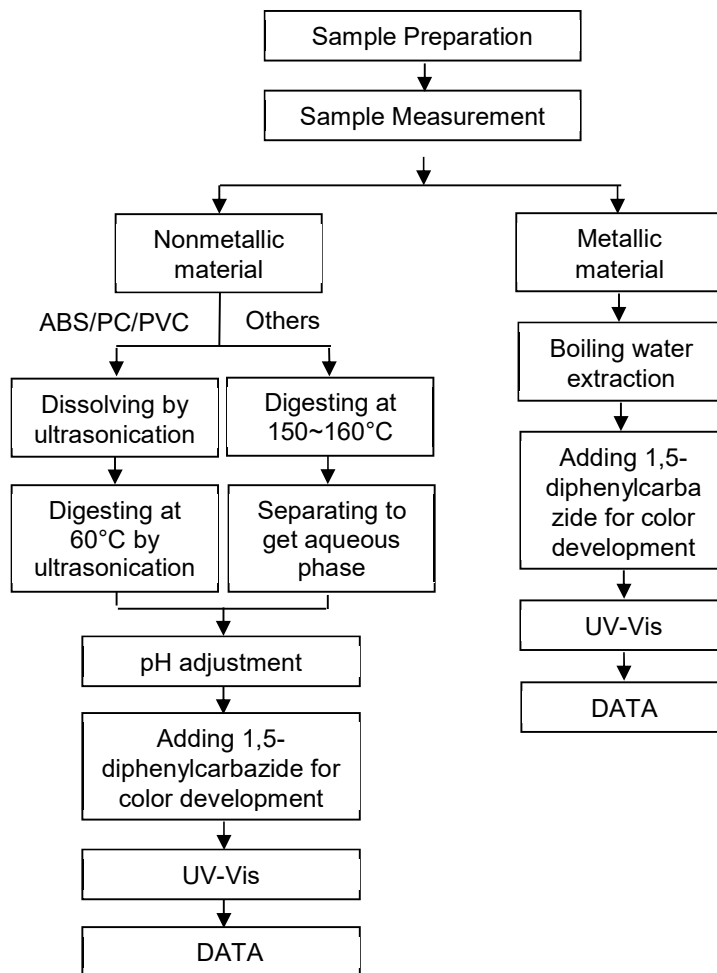 Sample Preparation
Sample Measurement
Nonmetallic
material
Metallic
material
ABS/PC/PVC
Others
Boiling water
extraction
Dissolving by
ultrasonication
Digesting at
150~160°C
Adding 1,5-
diphenylcarba
zide for color
development
Digesting at
60°C by
ultrasonication
Separating to
get aqueous
phase
UV-Vis
pH adjustment
DATA
Adding 1,5-
diphenylcarbazide for
color development
UV-Vis
DATA